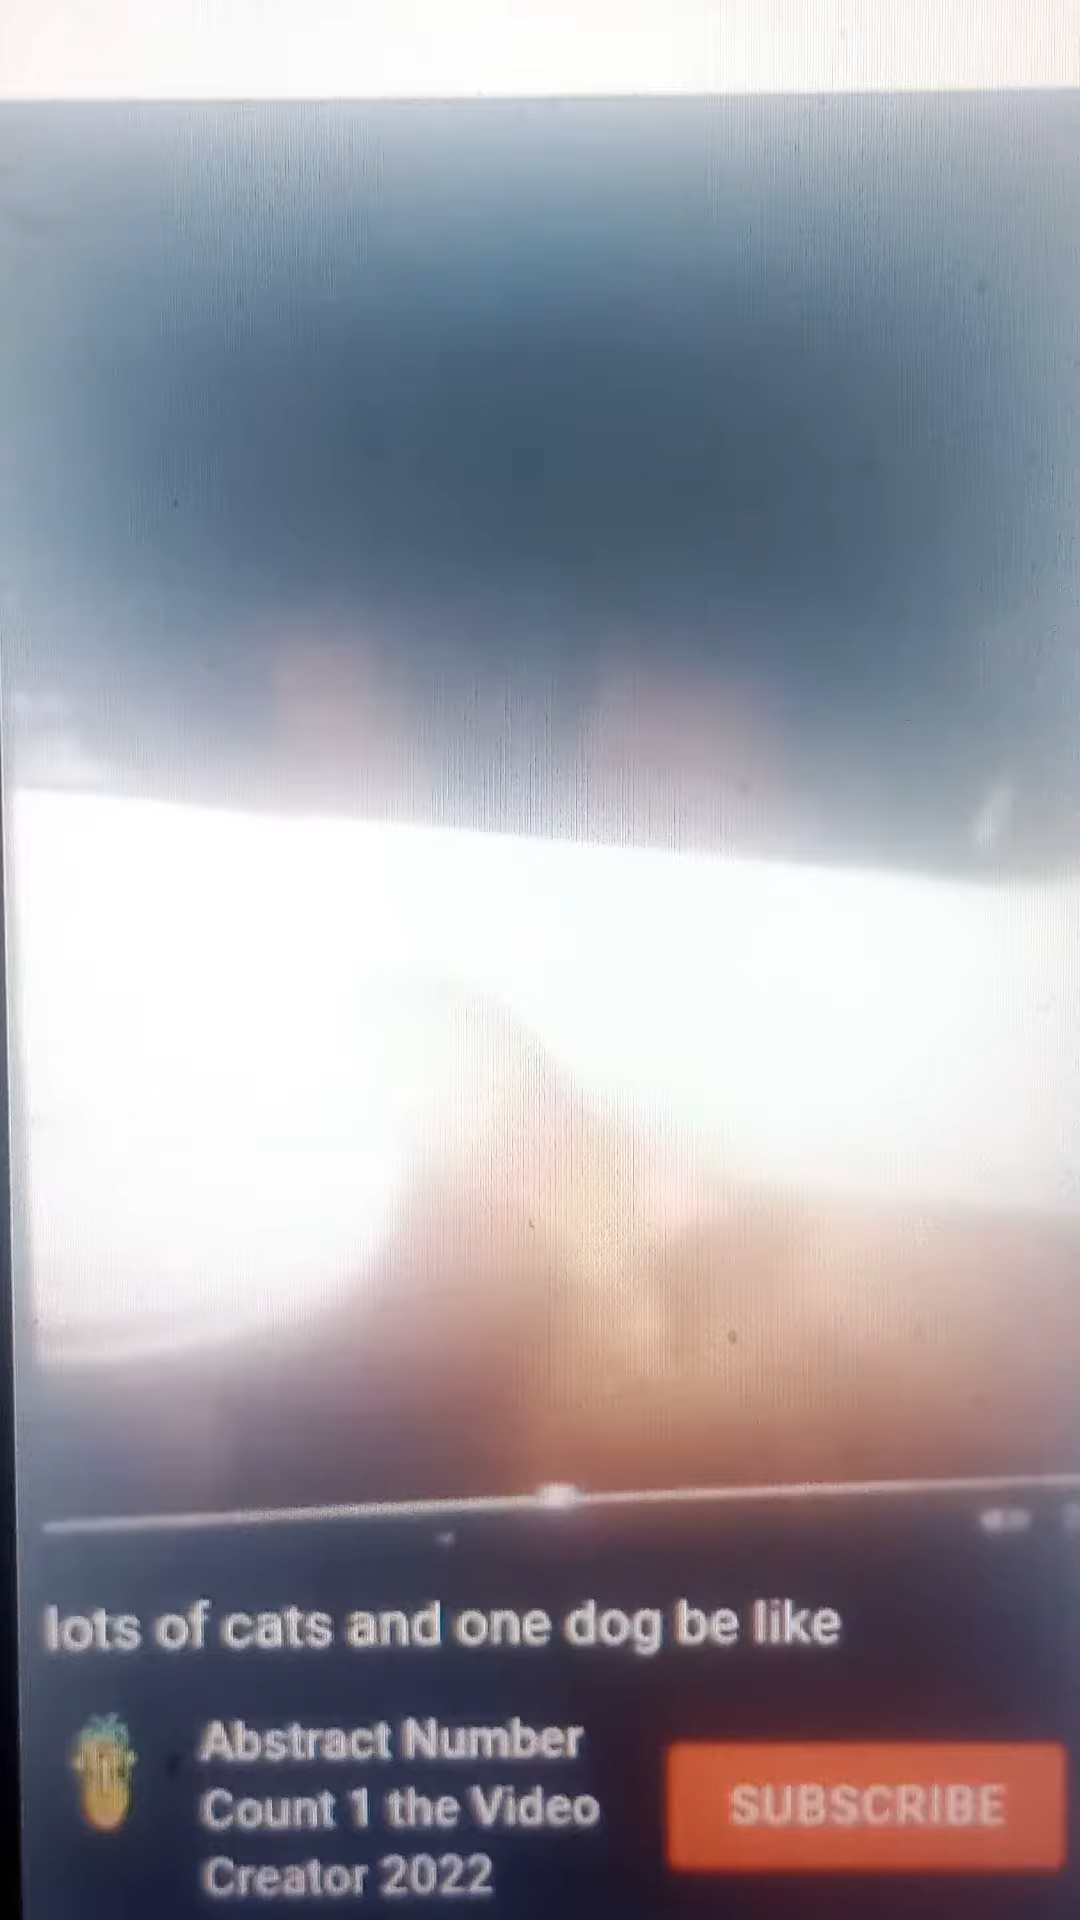 lots of cats and one dog be like
Abstract Number
Count 1 the Video
Creator 2022
SUBSCRIBE